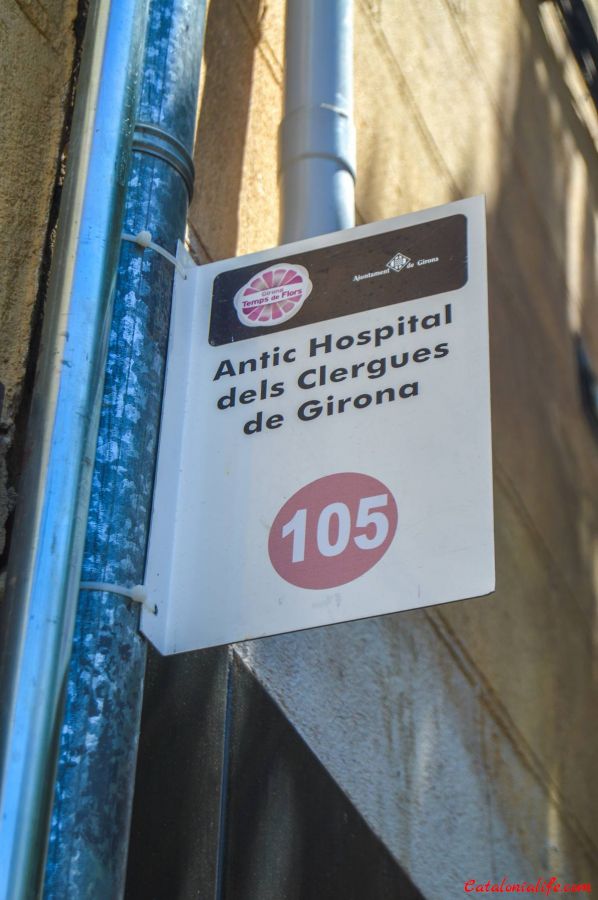 Girona
Temps de Flors
Ajuntament de Girona
Antic Hospital
dels Clergues
de Girona
105
Catalonialife.com